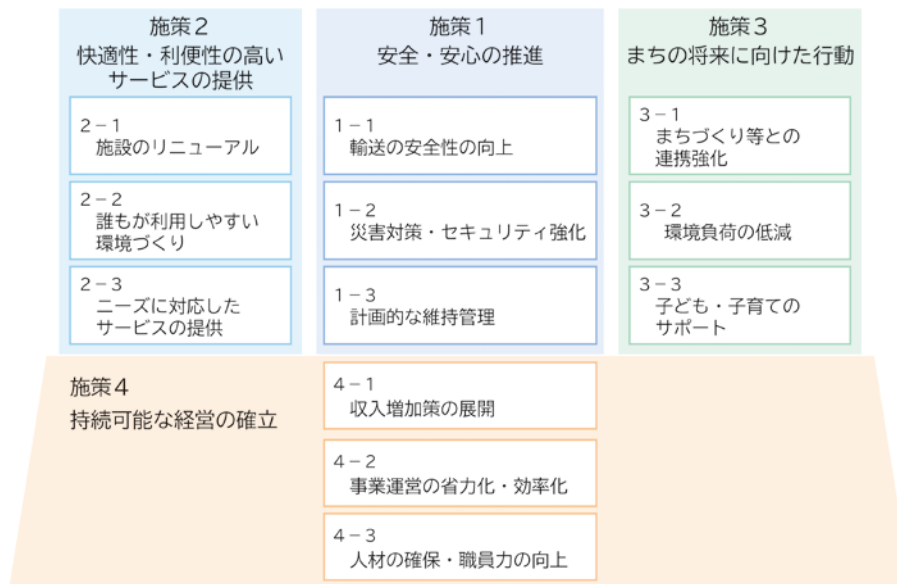 施策２
快適性・利便性の高い
サービスの提供
２－１
施設のリニューアル
２－２
誰もが利用しやすい
環境づくり
２－３
ニーズに対応した
サービスの提供
施策１
安全・安心の推進
１－１
輸送の安全性の向上
１－２
災害対策・セキュリティ強化
１－３
計画的な維持管理
施策３
まちの将来に向けた行動
３－１
まちづくり等との
連携強化
３－２
環境負荷の低減
３－３
子ども・子育ての
サポート
施策４
持続可能な経営の確立
４－１
収入増加策の展開
４－２
事業運営の省力化・効率化
４－３
人材の確保・職員力の向上